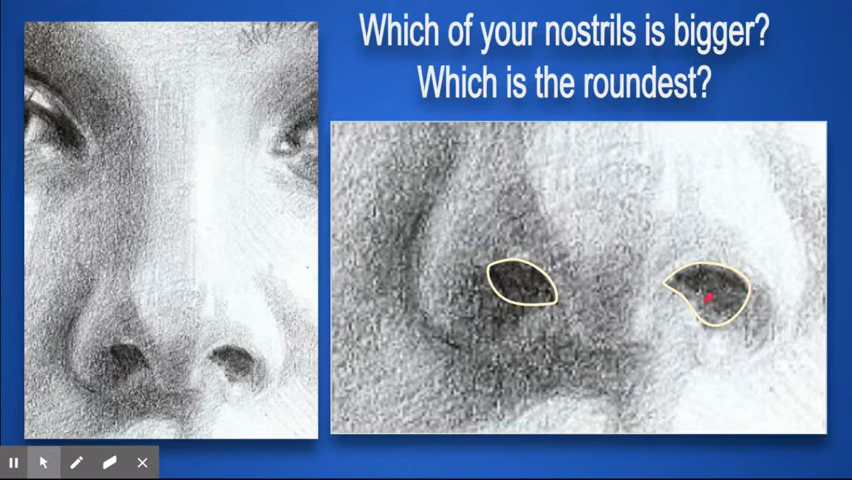 Which of your nostrils is bigger?
Which is the roundest?